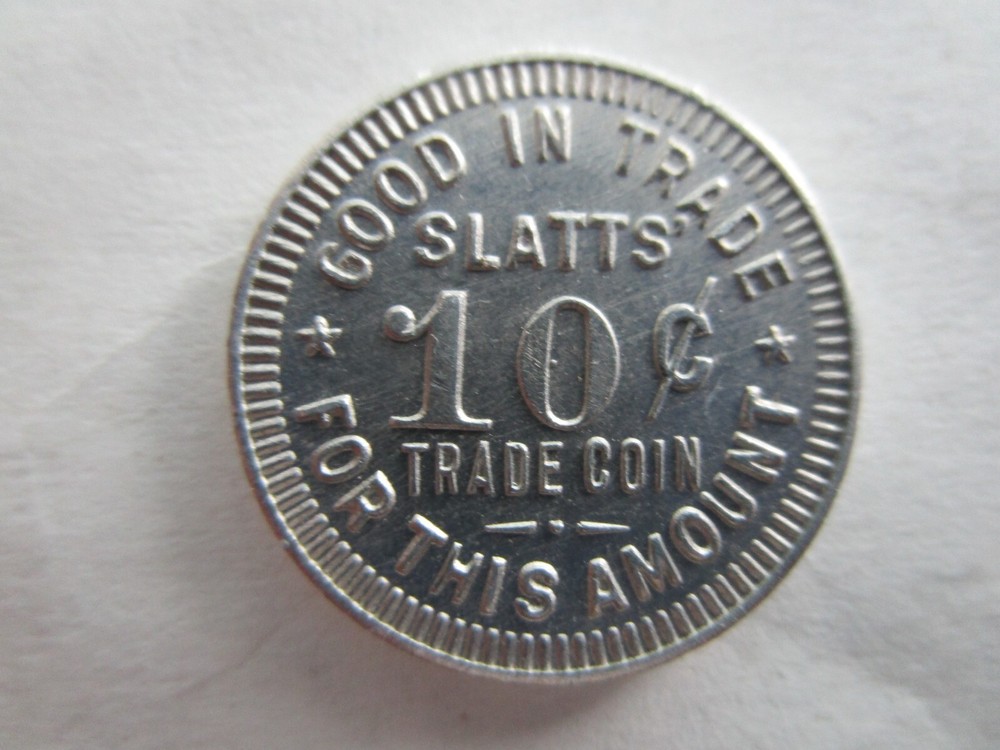 GOOD IN TRADE
SLATTS'
10¢
TRADE COIN
FOR THIS AMOUNT